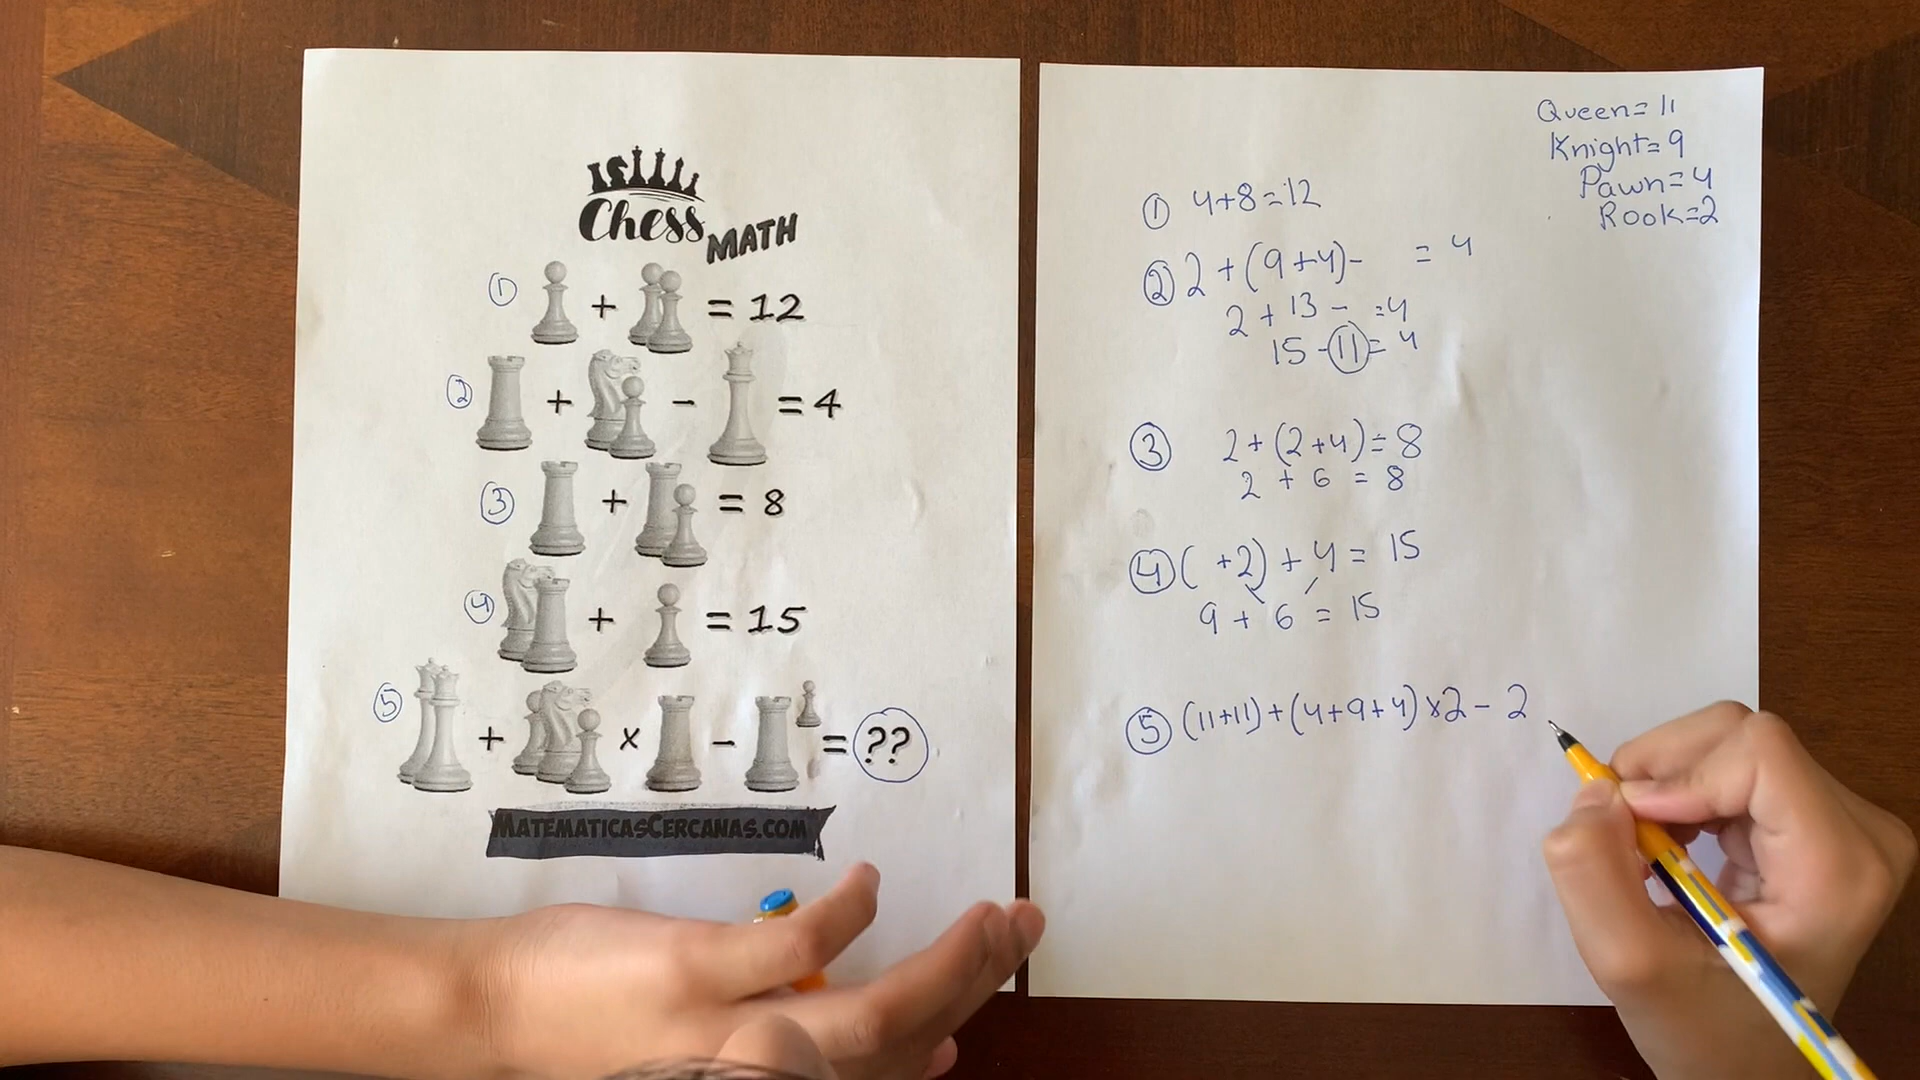 Chess MATH
① + = 12
② + - = 4
③ + = 8
④ + = 15
⑤ + × - = ??
MATEMATICASCERCANAS.COM
Queen = 11
Knight = 9
Pawn = 4
Rook = 2
① 4+8=12
② 2+(9+4)- = 4
2+13- =4
15-11=4
③ 2+(2+4)=8
2+6=8
④ ( +2)+4=15
9+6=15
⑤ (11+11)+(4+9+4)x2-2